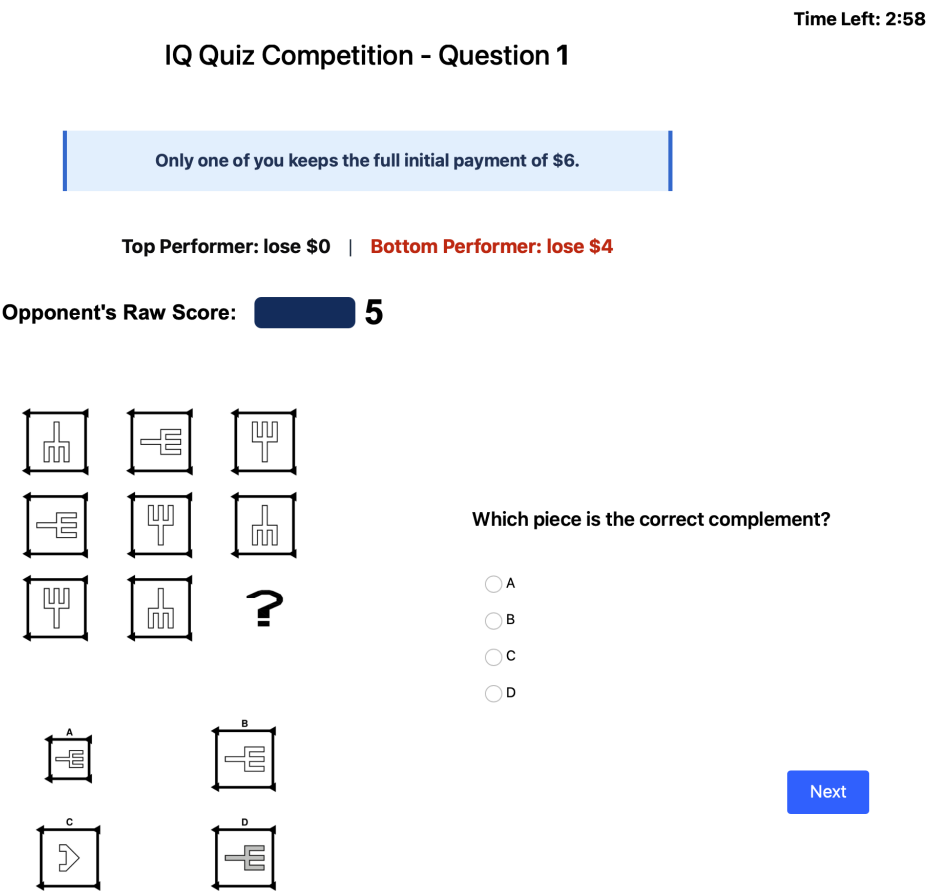 Time Left: 2:58
IQ Quiz Competition - Question 1
Only one of you keeps the full initial payment of $6.
Top Performer: lose $0 | Bottom Performer: lose $4
Opponent's Raw Score: 5
?
Which piece is the correct complement?
A
B
C
D
A
B
C
D
Next